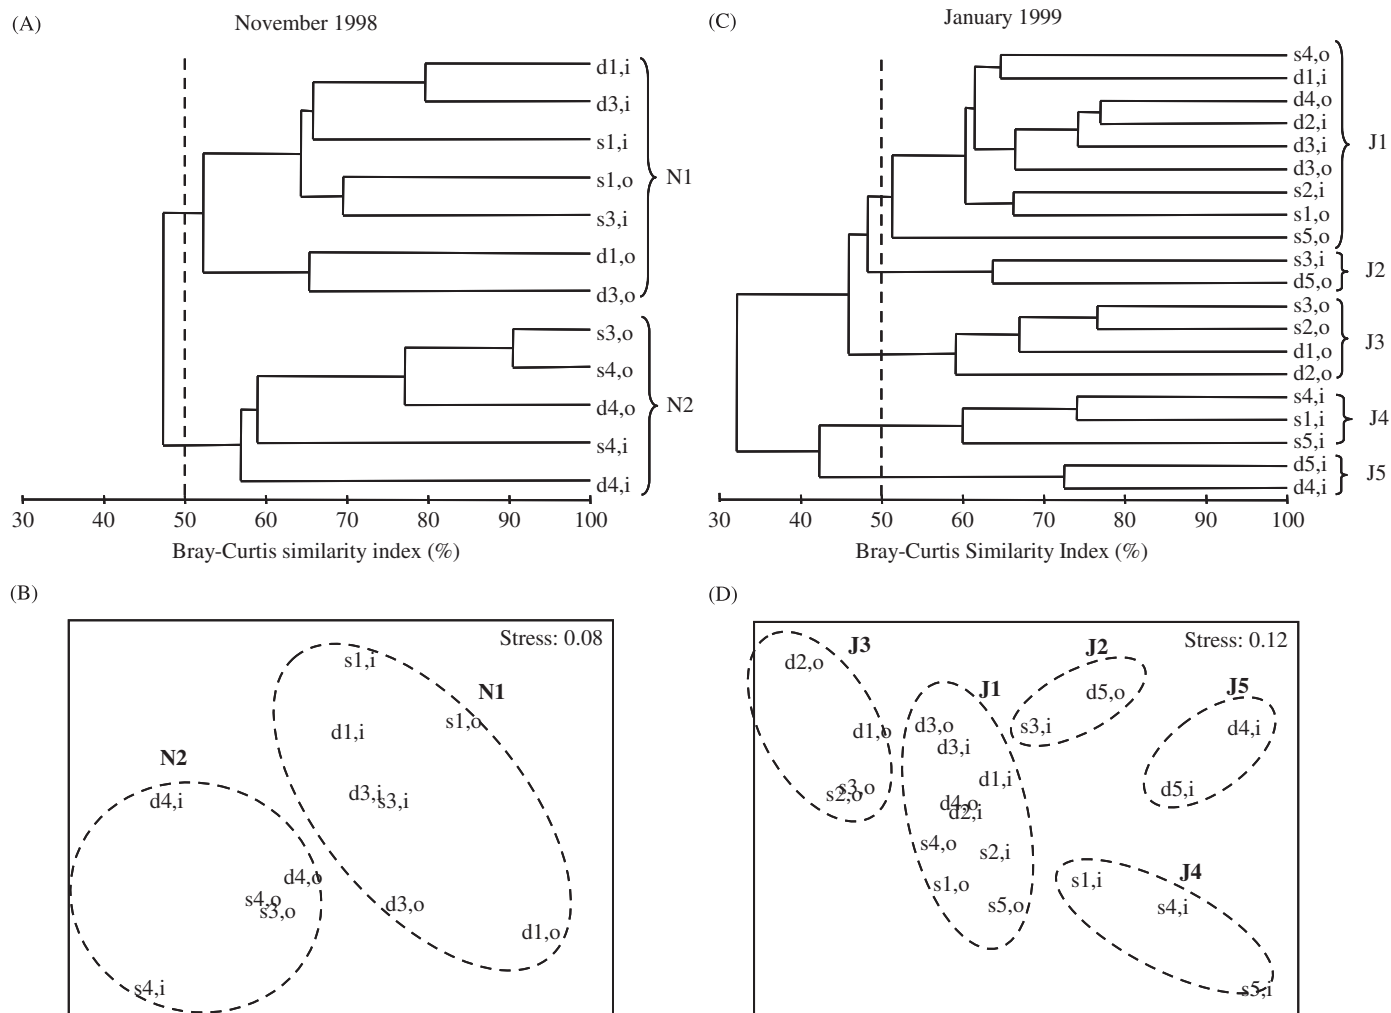 (A)
November 1998
d1,i
d3,i
s1,i
s1,o
s3,i
d1,o
d3,o
N1
s3,o
s4,o
d4,o
s4,i
d4,i
N2
30 40 50 60 70 80 90 100
Bray-Curtis similarity index (%)
(C)
January 1999
s4,o
d1,i
d4,o
d2,i
d3,i
d3,o
s2,i
s1,o
s5,o
J1
s3,i
d5,o
J2
s3,o
s2,o
d1,o
d2,o
J3
s4,i
s1,i
s5,i
J4
d5,i
d4,i
J5
30 40 50 60 70 80 90 100
Bray-Curtis Similarity Index (%)
(B)
Stress: 0.08
s1,i
N1
s1,o
d1,i
N2
d3,i
s3,i
d4,i
d4,o
s4,o
s3,o
d3,o
d1,o
s4,i
(D)
Stress: 0.12
J3
d2,o
J2
d5,o
J1
J5
d3,o
s3,i
d4,i
d1,o
d3,i
d1,i
s3,o
s2,o
d5,i
d4,o
d2,i
s4,o
s2,i
J4
s1,i
s1,o
s5,o
s4,i
s5,i